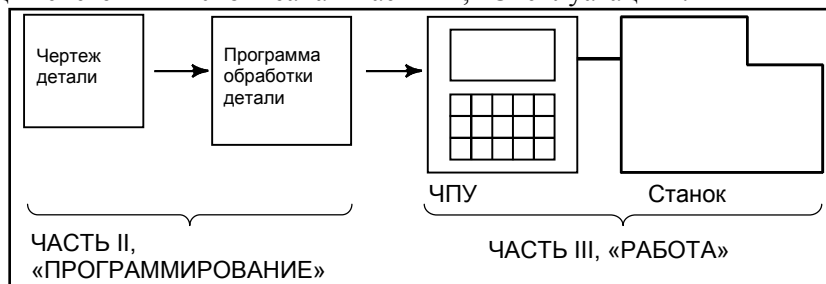 Чертеж
детали
Программа
обработки
детали
ЧПУ
Станок
ЧАСТЬ II,
«ПРОГРАММИРОВАНИЕ»
ЧАСТЬ III, «РАБОТА»